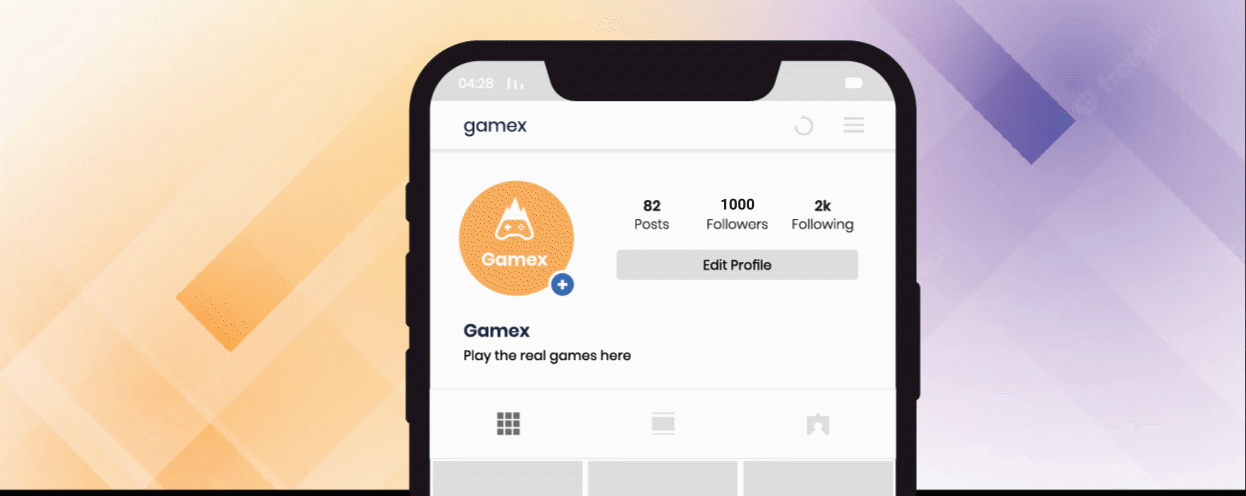 04:28
gamex
82 1000 2k
Posts Followers Following
Gamex
Edit Profile
Gamex
Play the real games here
freepik